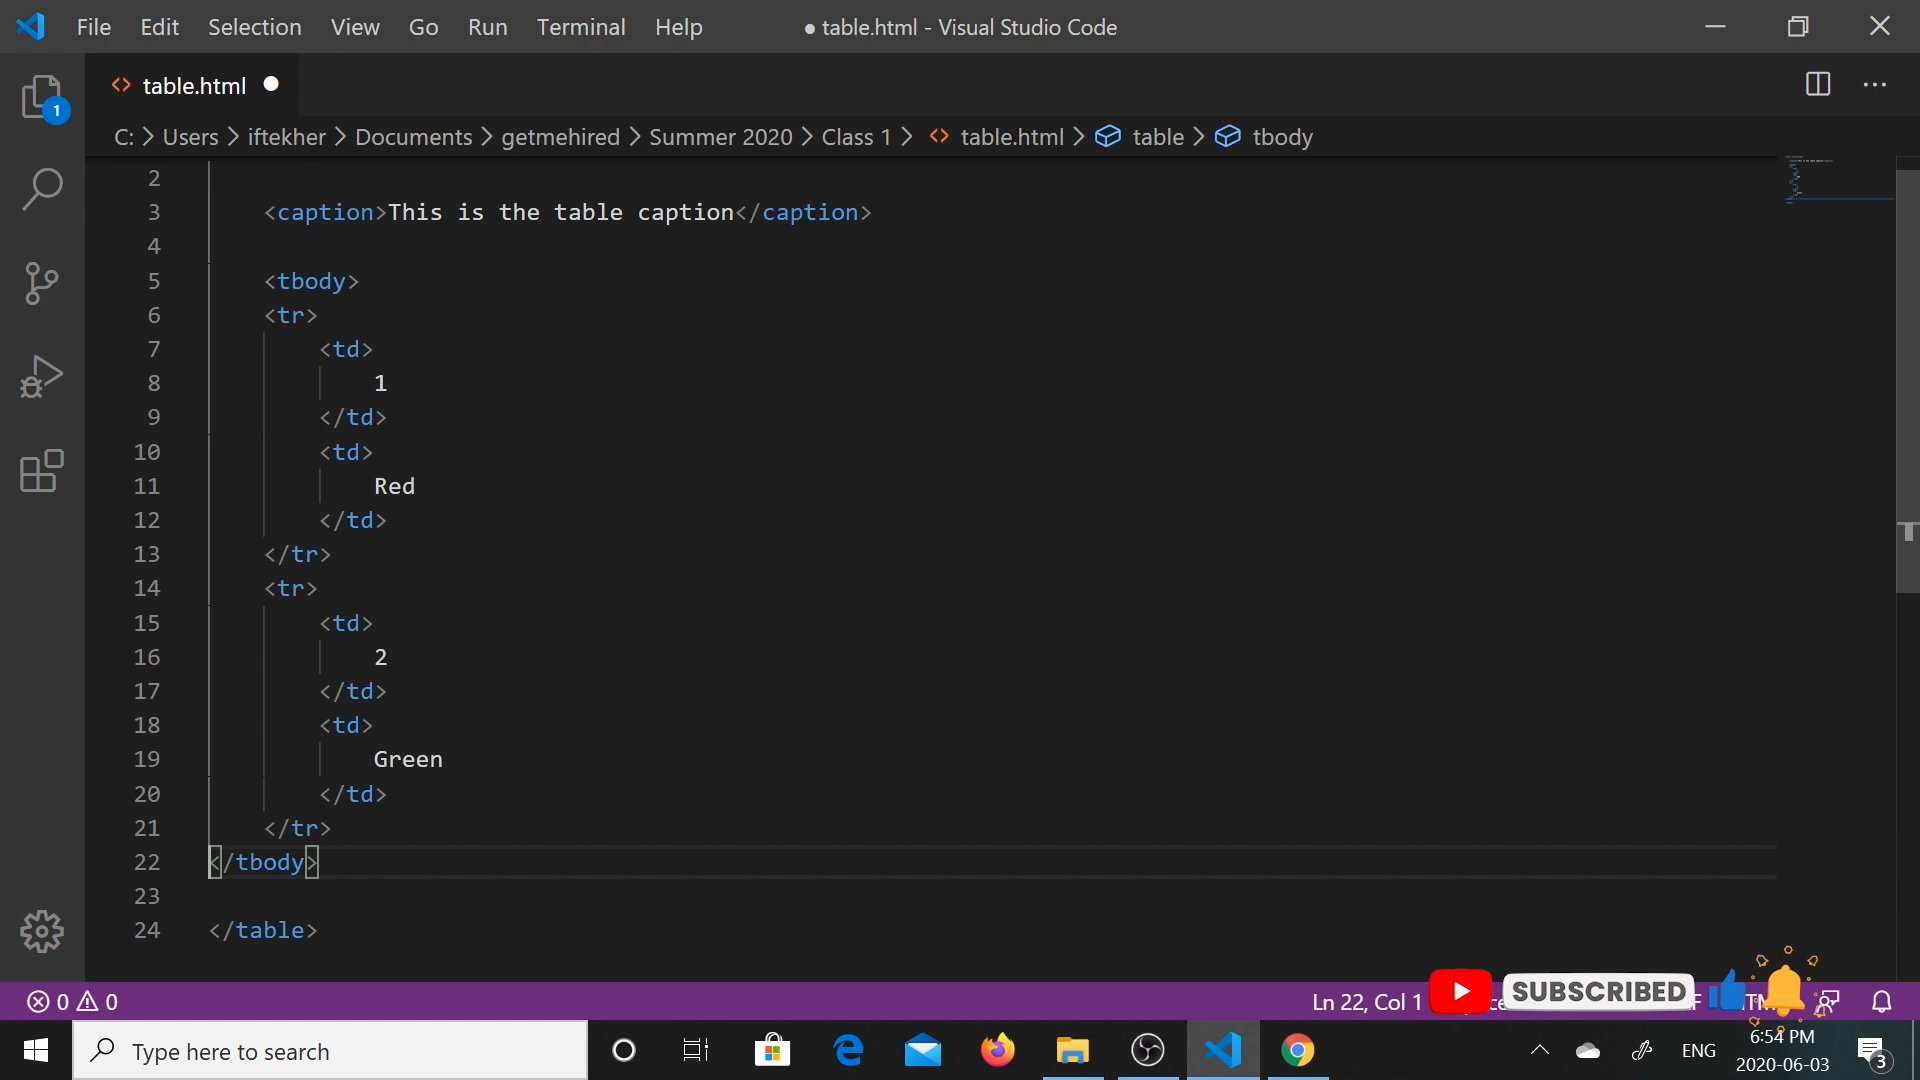 File Edit Selection View Go Run Terminal Help ● table.html - Visual Studio Code
<> table.html ●
C: > Users > iftekher > Documents > getmehired > Summer 2020 > Class 1 > <> table.html > table > tbody
1
2
3 <caption>This is the table caption</caption>
4
5 <tbody>
6 <tr>
7 <td>
8 1
9 </td>
10 <td>
11 Red
12 </td>
13 </tr>
14 <tr>
15 <td>
16 2
17 </td>
18 <td>
19 Green
20 </td>
21 </tr>
22 </tbody>
23
24 </table>
0 0 Ln 22, Col 1
SUBSCRIBED
Type here to search
ENG
6:54 PM
2020-06-03
3